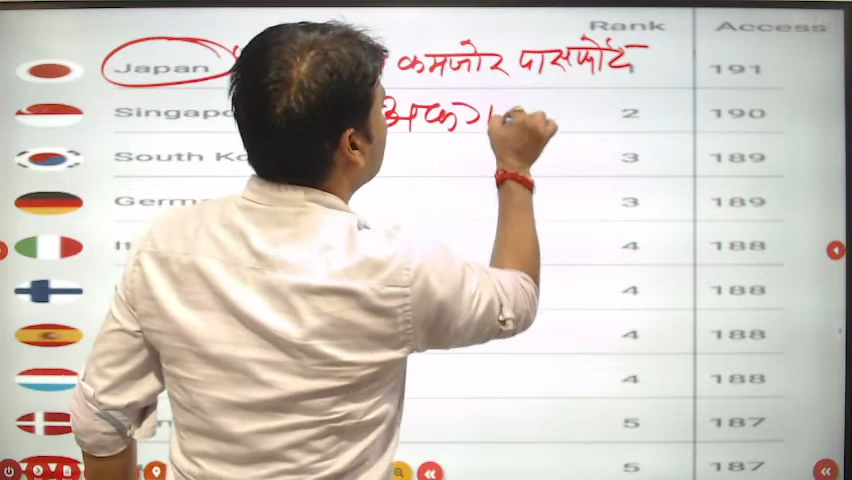 Rank Access
Japan कमजोर पासपोर्ट 1 191
Singapo 2 190
South Ko 3 189
Germa 3 189
It 4 188
4 188
4 188
4 188
5 187
5 187